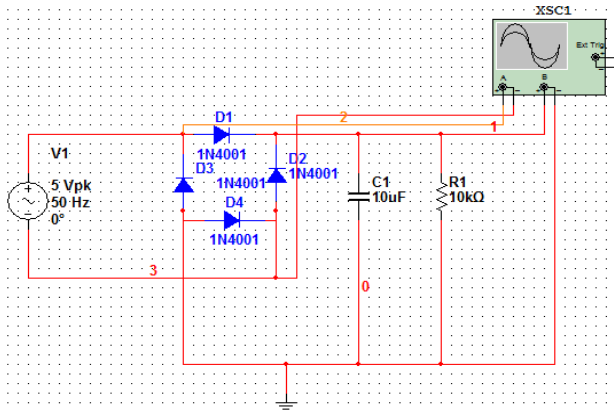 XSC1
Ext Trig
+
-
A
B
+ - + -
D1
2
1
1N4001
V1
D3
D2
1N4001
1N4001
5 Vpk
50 Hz
0°
D4
1N4001
C1
10uF
R1
10kΩ
3
0